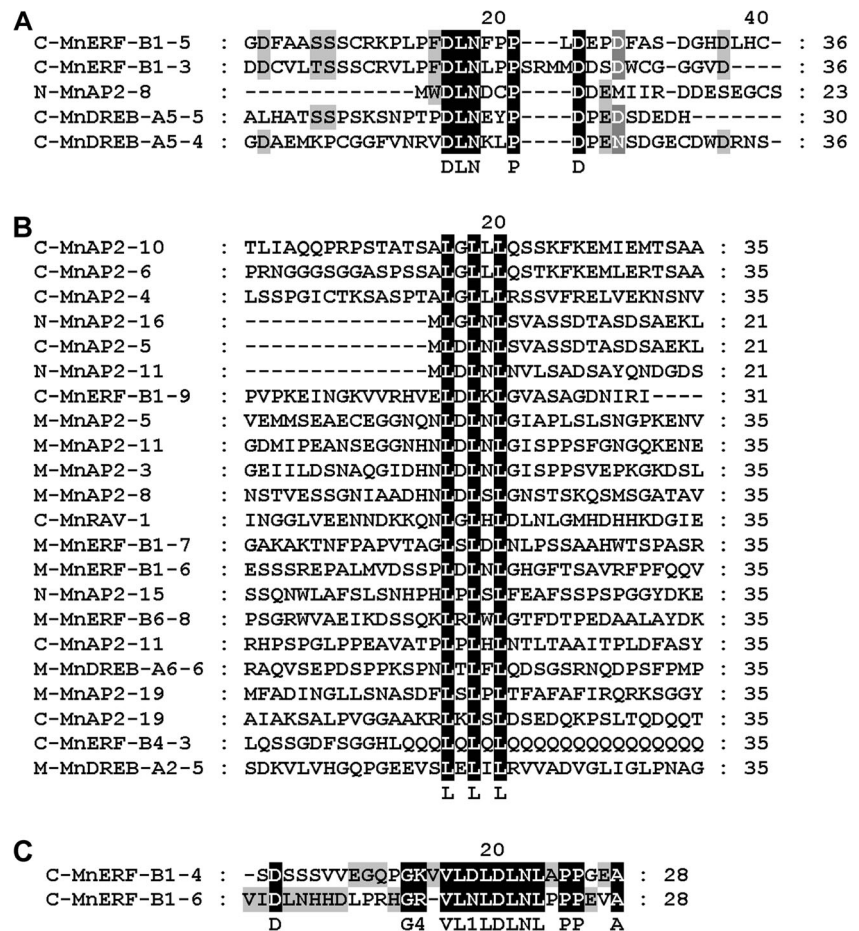 A
20 40
C-MnERF-B1-5 : GDFAASSSCRKPLPFDLNFPP---LDEPDFAS-DGHDLHC- : 36
C-MnERF-B1-3 : DDCVLTSSSCRVLPFDLNLPPSRMMDDSDWCG-GGVD---- : 36
N-MnAP2-8 : -------------MWDLNDCP----DDEMIIR-DDESEGCS : 23
C-MnDREB-A5-5 : ALHATSSPSKSNPTPDLNEYP----DPEDSDEDH------- : 30
C-MnDREB-A5-4 : GDAEMKPCGGFVNRVDLNKLP----DPENSDGECDWDRNS- : 36
DLN P D
B
20
C-MnAP2-10 : TLIAQQPRPSTATSALGLLLQSSKFKEMIEMTSAA : 35
C-MnAP2-6 : PRNGGGSGGASPSSALGLLLQSTKFKEMLERTSAA : 35
C-MnAP2-4 : LSSPGICTKSASPTALGLLLRSSVFRELVEKNSNV : 35
N-MnAP2-16 : --------------MLGLNLSVASSDTASDSAEKL : 21
C-MnAP2-5 : --------------MLDLNLSVASSDTASDSAEKL : 21
N-MnAP2-11 : --------------MLDLNLNVLSADSAYQNDGDS : 21
C-MnERF-B1-9 : PVPKEINGKVVRHVELDLKLGVASAGDNIRI---- : 31
M-MnAP2-5 : VEMMSEAECEGGNQNLDLNLGIAPLSLSNGPKENV : 35
M-MnAP2-11 : GDMIPEANSEGGNHNLDLNLGISPPSFGNGQKENE : 35
M-MnAP2-3 : GEIILDSNAQGIDHNLDLNLGISPPSVEPKGKDSL : 35
M-MnAP2-8 : NSTVESSGNIAADHNLDLSLGNSTSKQSMSGATAV : 35
C-MnRAV-1 : INGGLVEENNDKKQNLGLHLDLNLGMHDHHKDGIE : 35
M-MnERF-B1-7 : GAKAKTNFPAPVTAGLSLDLNLPSSAAHWTSPASR : 35
M-MnERF-B1-6 : ESSSREPALMVDSSPLDLNLGHGFTSAVRFPFQQV : 35
N-MnAP2-15 : SSQNWLAFSLSNHPHLPLSLFEAFSSPSPGGYDKE : 35
M-MnERF-B6-8 : PSGRWVAEIKDSSQKLRLWLGTFDTPEDAALAYDK : 35
C-MnAP2-11 : RHPSPGLPPEAVATPLPLHLNTLTAAITPLDFASY : 35
M-MnDREB-A6-6 : RAQVSEPDSPPKSPNLTLFLQDSGSRNQDPSFPMP : 35
M-MnAP2-19 : MFADINGLLSNASDFLSLPLTFAFAFIRQRKSGGY : 35
C-MnAP2-19 : AIAKSALPVGGAAKRLKLSLDSEDQKPSLTQDQQT : 35
C-MnERF-B4-3 : LQSSGDFSGGHLQQQLQLQLQQQQQQQQQQQQQQQ : 35
M-MnDREB-A2-5 : SDKVLVHGQPGEEVSLELILRVVADVGLIGLPNAG : 35
L L L
C
20
C-MnERF-B1-4 : -SDSSSVVEGQPGKVVLDLDLNLAPPGEA : 28
C-MnERF-B1-6 : VIDLNHHDLPRHGR-VLNLDLNLPPPEVA : 28
D G4 VL1LDLNL PP A